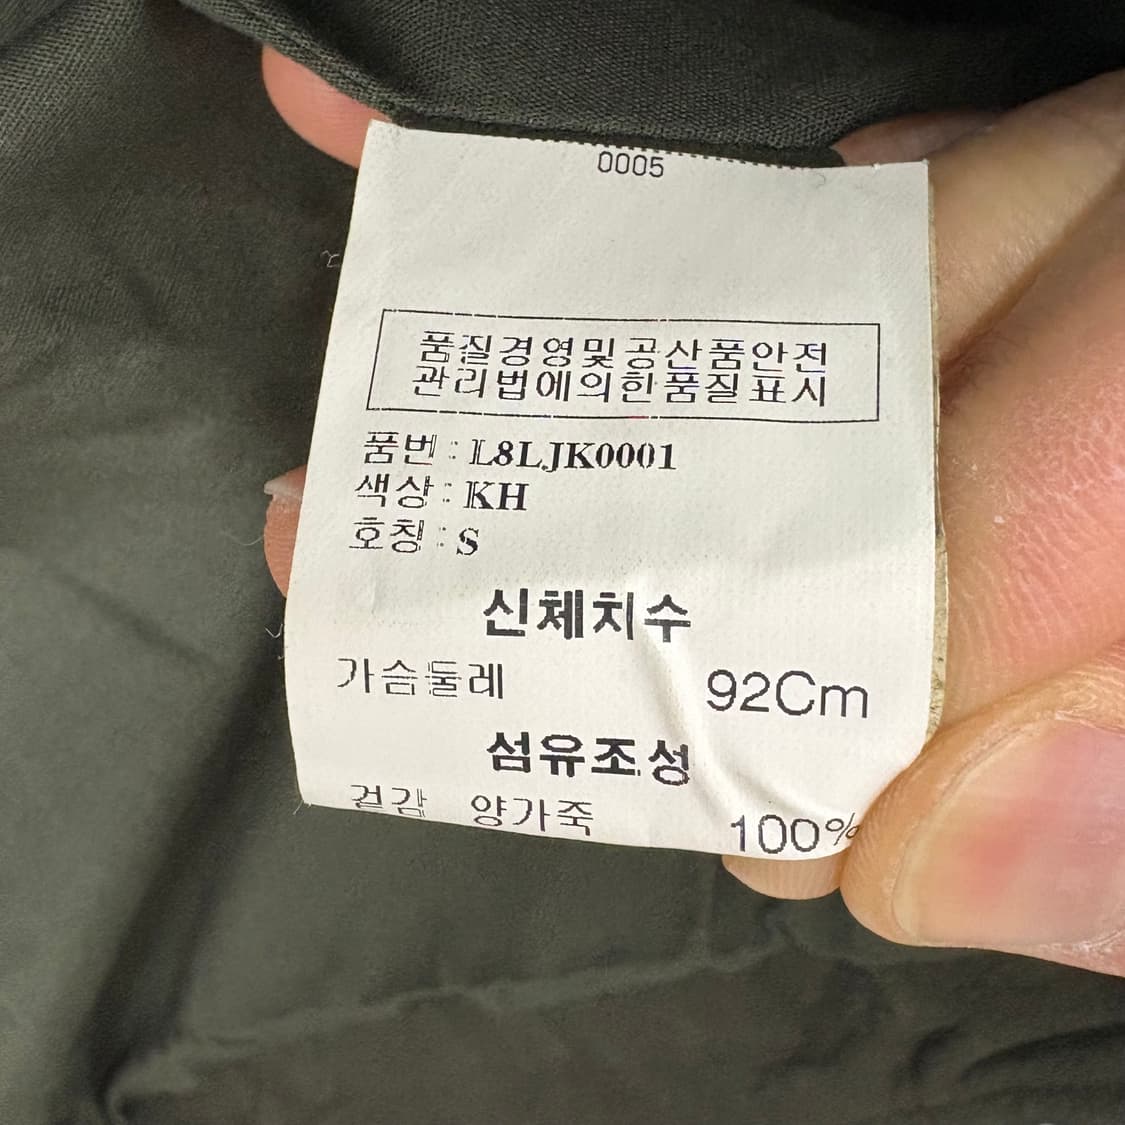 0005
품질경영및공산품안전
관리법에의한품질표시
품번 : L8LJK0001
색상 : KH
호칭 : S
신체치수
가슴둘레 92Cm
섬유조성
겉감 양가죽 100%